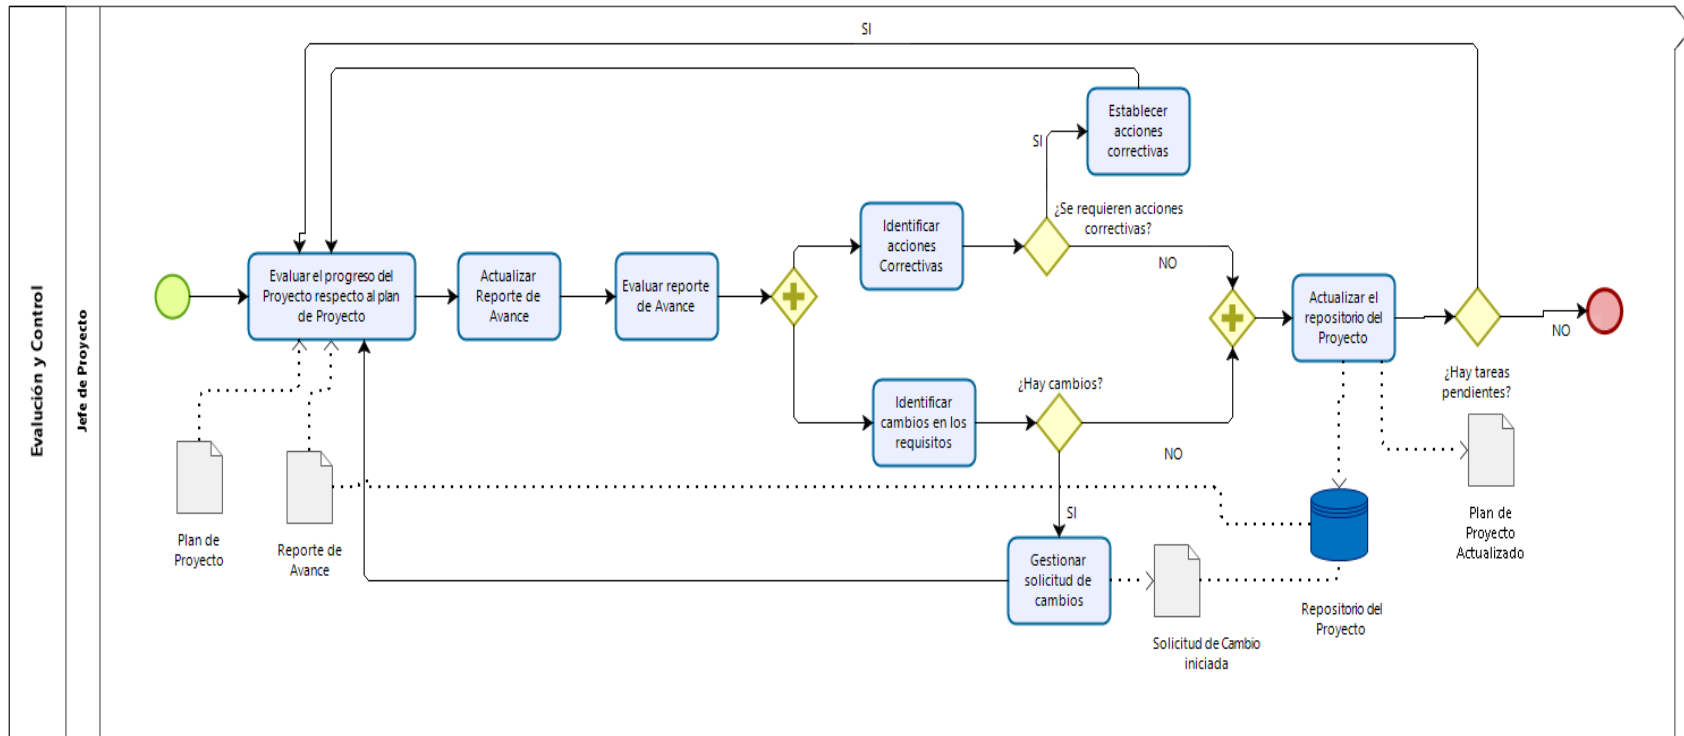 Evalución y Control
Jefe de Proyecto
SI
Establecer
acciones
correctivas
SI
¿Se requieren acciones
correctivas?
Identificar
acciones
Correctivas
NO
Evaluar el progreso del
Proyecto respecto al plan
de Proyecto
Actualizar
Reporte de
Avance
Evaluar reporte
de Avance
Actualizar el
repositorio del
Proyecto
NO
¿Hay tareas
pendientes?
¿Hay cambios?
Identificar
cambios en los
requisitos
NO
SI
Plan de
Proyecto
Reporte de
Avance
Gestionar
solicitud de
cambios
Plan de
Proyecto
Actualizado
Repositorio del
Proyecto
Solicitud de Cambio
iniciada